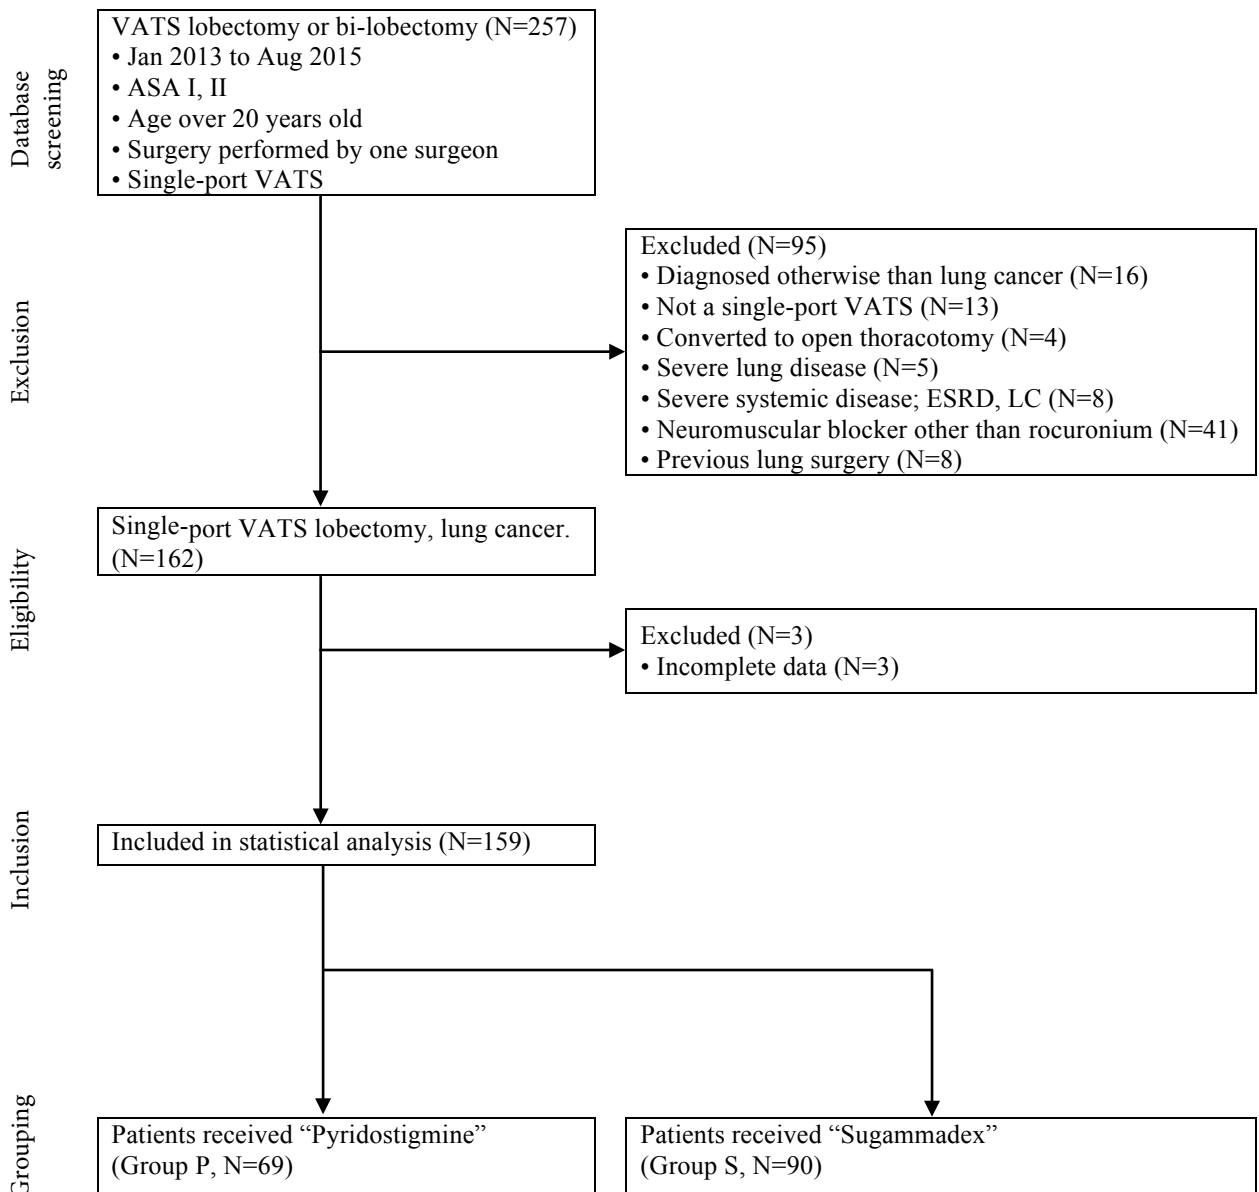 Database
screening
VATS lobectomy or bi-lobectomy (N=257)
• Jan 2013 to Aug 2015
• ASA I, II
• Age over 20 years old
• Surgery performed by one surgeon
• Single-port VATS
Exclusion
Excluded (N=95)
• Diagnosed otherwise than lung cancer (N=16)
• Not a single-port VATS (N=13)
• Converted to open thoracotomy (N=4)
• Severe lung disease (N=5)
• Severe systemic disease; ESRD, LC (N=8)
• Neuromuscular blocker other than rocuronium (N=41)
• Previous lung surgery (N=8)
Eligibility
Single-port VATS lobectomy, lung cancer.
(N=162)
Excluded (N=3)
• Incomplete data (N=3)
Inclusion
Included in statistical analysis (N=159)
Grouping
Patients received “Pyridostigmine”
(Group P, N=69)
Patients received “Sugammadex”
(Group S, N=90)